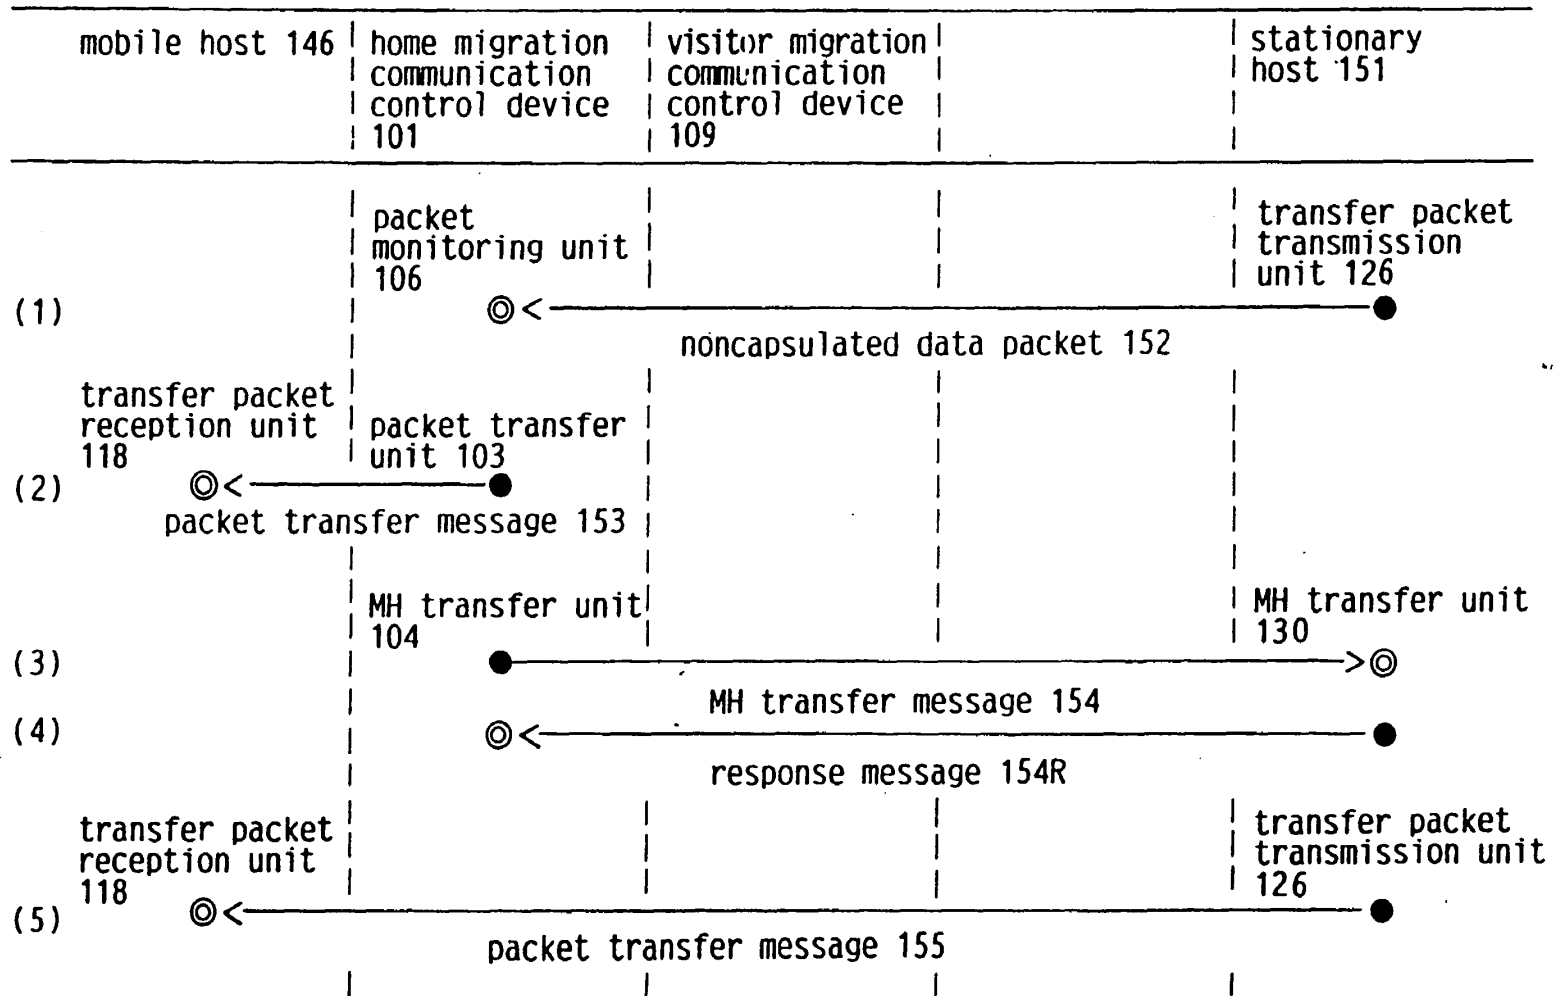 mobile host 146
home migration
communication
control device
101
visitor migration
communication
control device
109
stationary
host 151
packet
monitoring unit
106
transfer packet
transmission
unit 126
(1)
noncapsulated data packet 152
transfer packet
reception unit
118
packet transfer
unit 103
(2)
packet transfer message 153
MH transfer unit
104
MH transfer unit
130
(3)
MH transfer message 154
(4)
response message 154R
transfer packet
reception unit
118
transfer packet
transmission unit
126
(5)
packet transfer message 155